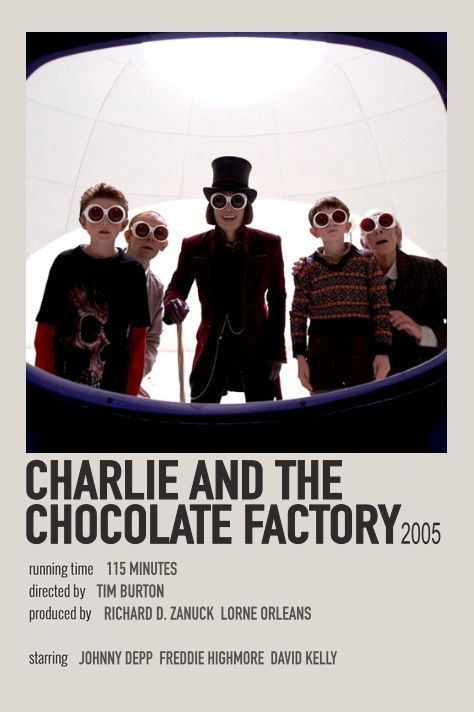 CHARLIE AND THE
CHOCOLATE FACTORY 2005
running time 115 MINUTES
directed by TIM BURTON
produced by RICHARD D. ZANUCK LORNE ORLEANS
starring JOHNNY DEPP FREDDIE HIGHMORE DAVID KELLY